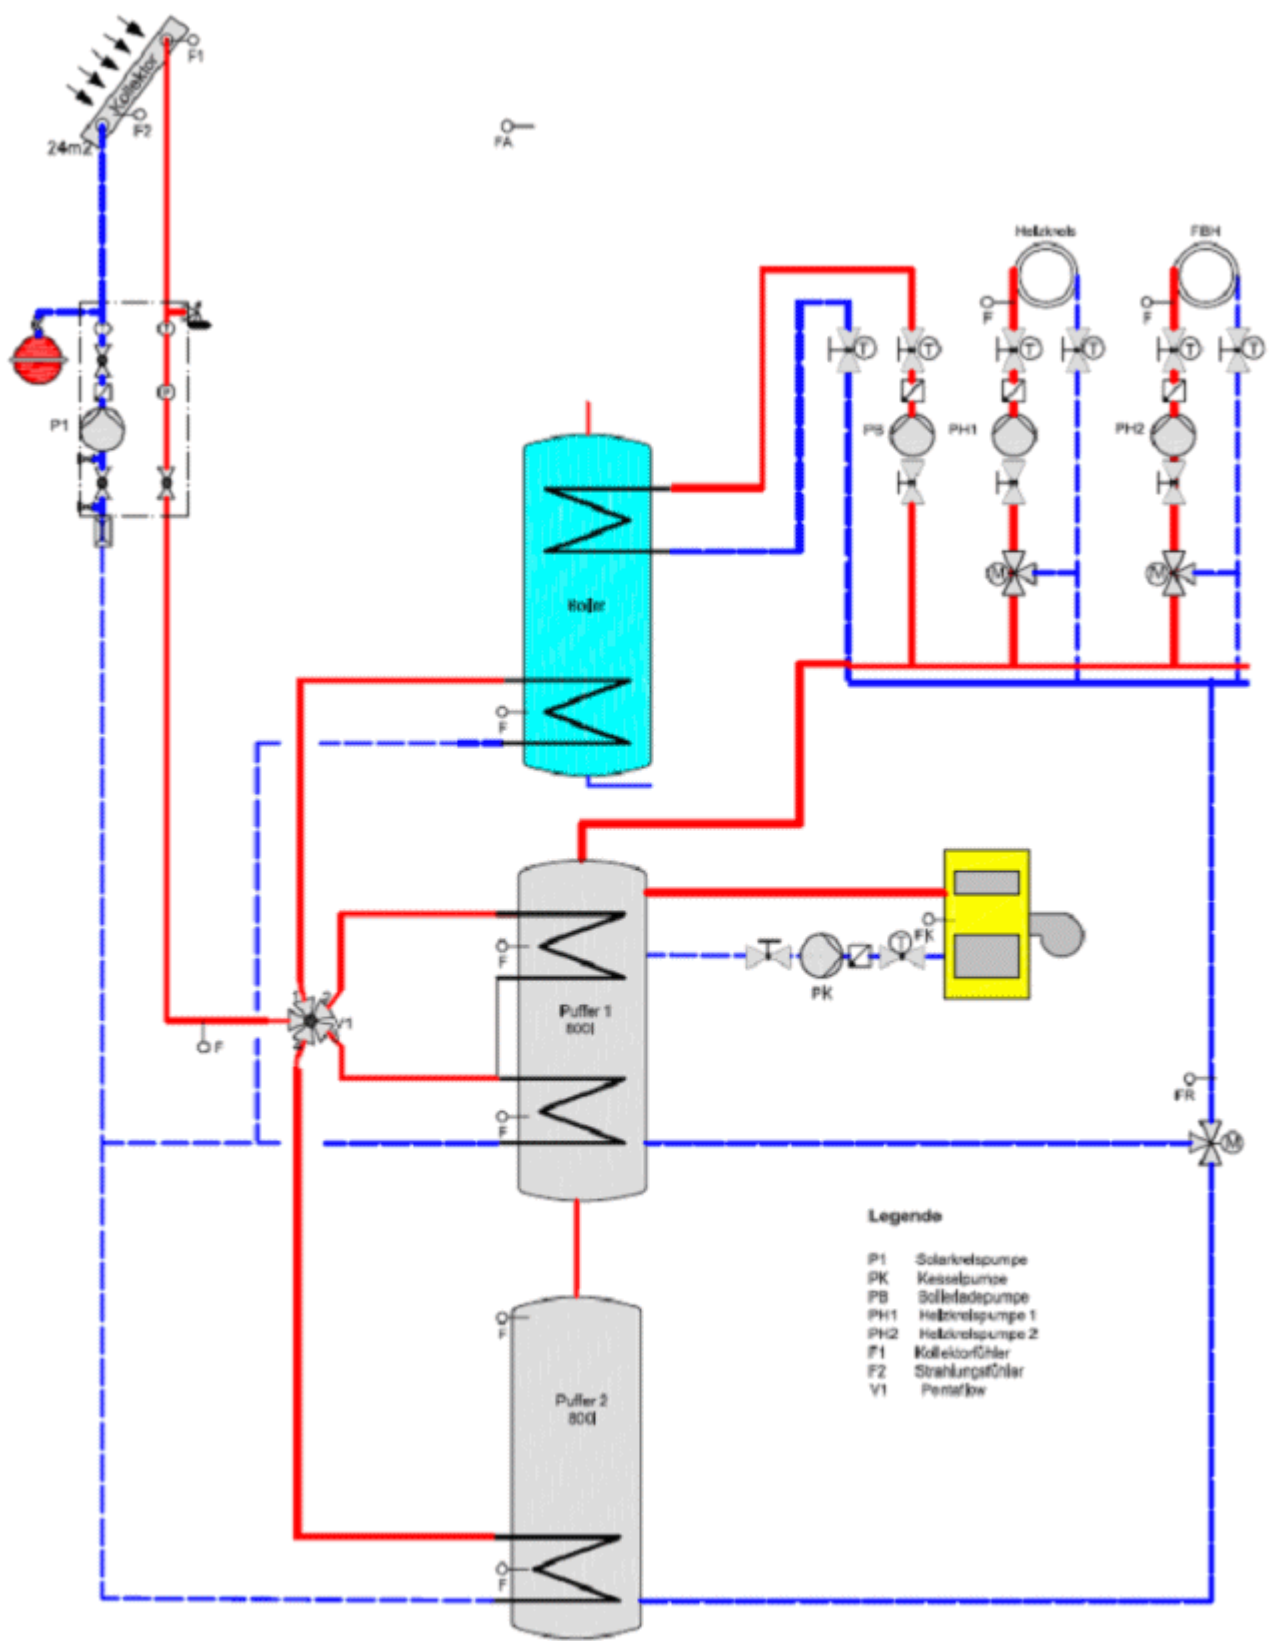 F1
Kollektor
F2
24m2
FA
Heizkreis
FBH
F
F
T
T
T
T
T
T
P1
PB
PH1
PH2
Boiler
M
M
F
FK
F
PK
Puffer 1
800l
1
2
V1
F
FR
F
M
Legende
P1 Solarkreispumpe
PK Kesselpumpe
PB Boilerladepumpe
PH1 Heizkreispumpe 1
PH2 Heizkreispumpe 2
F1 Kollektorfühler
F2 Strahlungsfühler
V1 Pentaflow
F
Puffer 2
800l
F